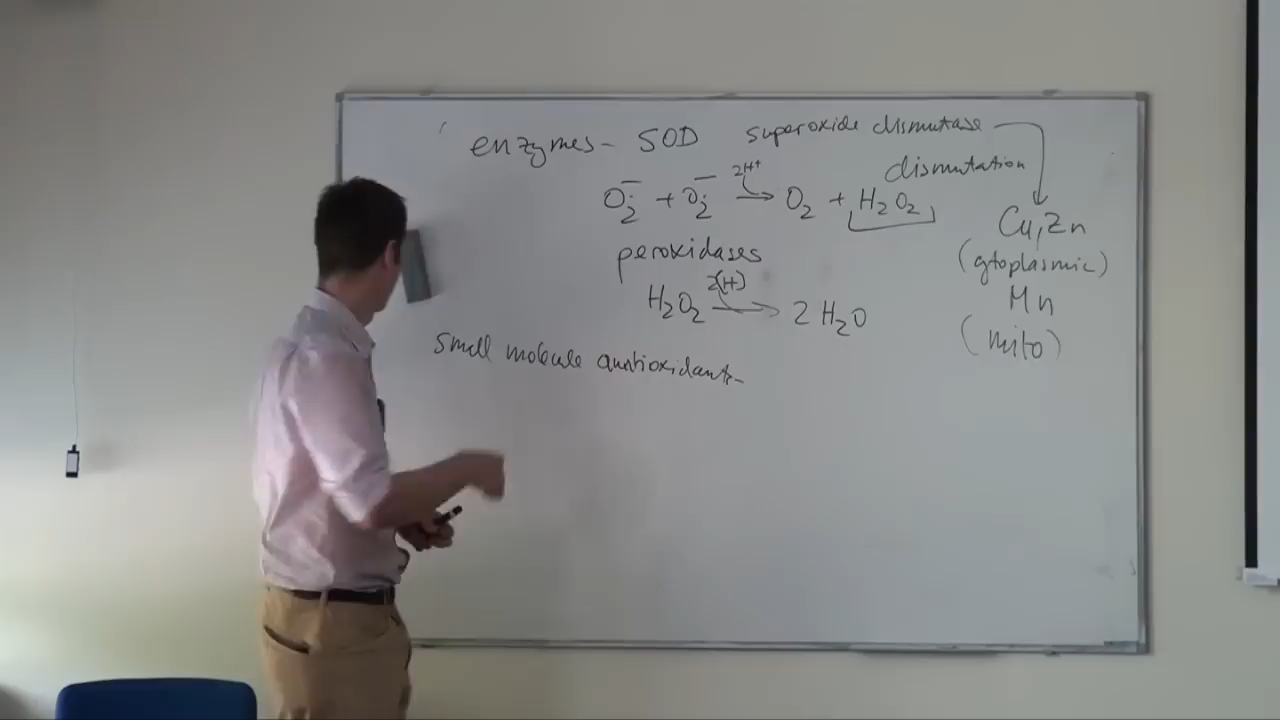 enzymes - SOD superoxide dismutase
dismutation
O₂•⁻ + O₂•⁻ 2H⁺ → O₂ + H₂O₂
Cu, Zn
peroxidases
(cytoplasmic)
H₂O₂ 2(H) → 2 H₂O
Mn
(mito)
small molecule auntioxidants -